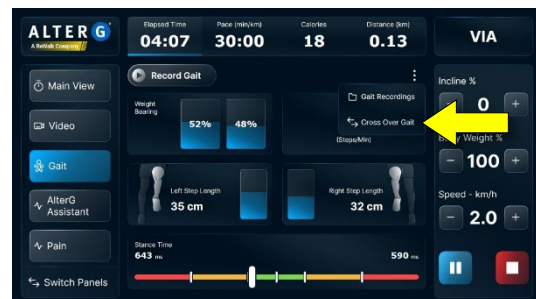 ALTER G
A ReWalk Company
Elapsed Time
04:07
Pace (min/km)
30:00
Calories
18
Distance (km)
0.13
VIA
Main View
Video
Gait
AlterG
Assistant
Pain
Switch Panels
Record Gait
Gait Recordings
Cross Over Gait
Weight
Bearing
52%
48%
(Steps/Min)
Left Step Length
35 cm
Right Step Length
32 cm
Stance Time
643 ms
590 ms
Incline %
0 +
Weight %
- 100 +
Speed - km/h
- 2.0 +